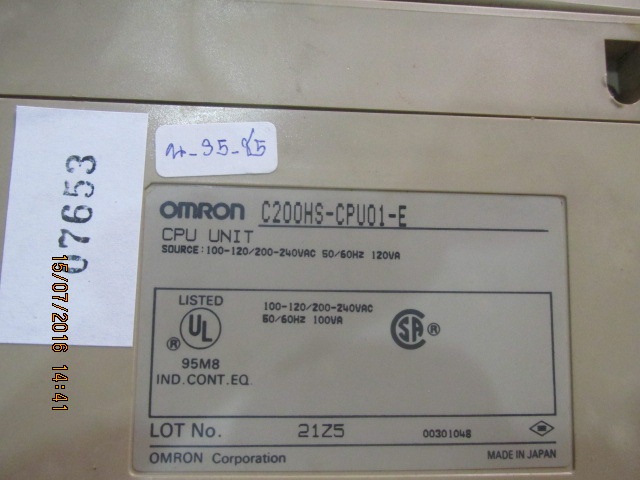 07653
-95-85
OMRON C200HS-CPU01-E
CPU UNIT
SOURCE:100-120/200-240VAC 50/60Hz 120VA
LISTED
UL ®
95M8
IND.CONT.EQ.
100-120/200-240VAC
50/60Hz 100VA
SA ®
LOT No. 21Z5 00301048
OMRON Corporation MADE IN JAPAN
15/07/2016 14:41